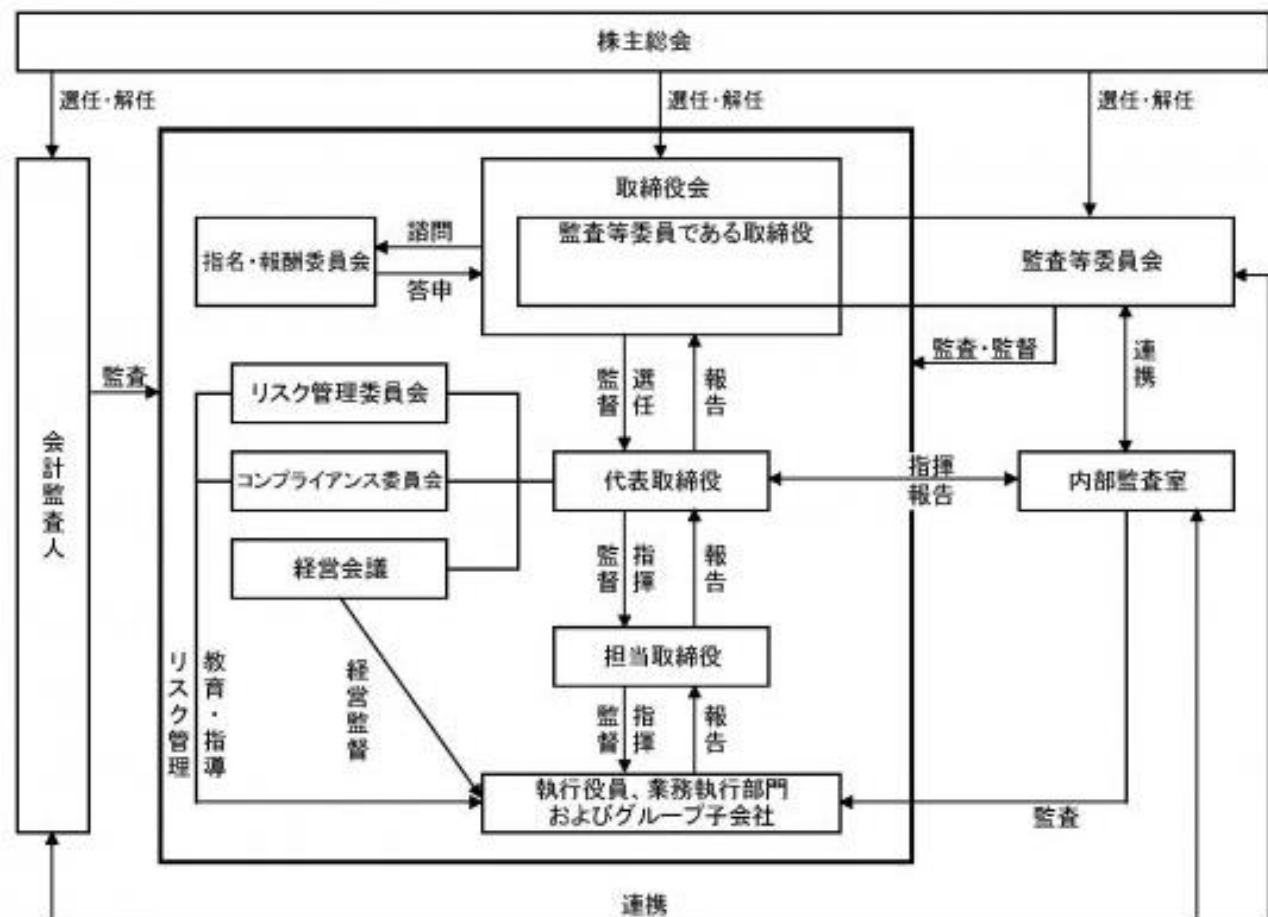 株主総会
選任・解任
選任・解任
選任・解任
取締役会
監査等委員である取締役
監査等委員会
指名・報酬委員会
諮問
答申
監査・監督
連携
監査
リスク管理委員会
監督
選任
報告
会計監査人
コンプライアンス委員会
代表取締役
指揮
報告
内部監査室
経営会議
監督
指揮
報告
担当取締役
リスク管理
教育・指導
経営監督
監督
指揮
報告
執行役員、業務執行部門
およびグループ子会社
監査
連携